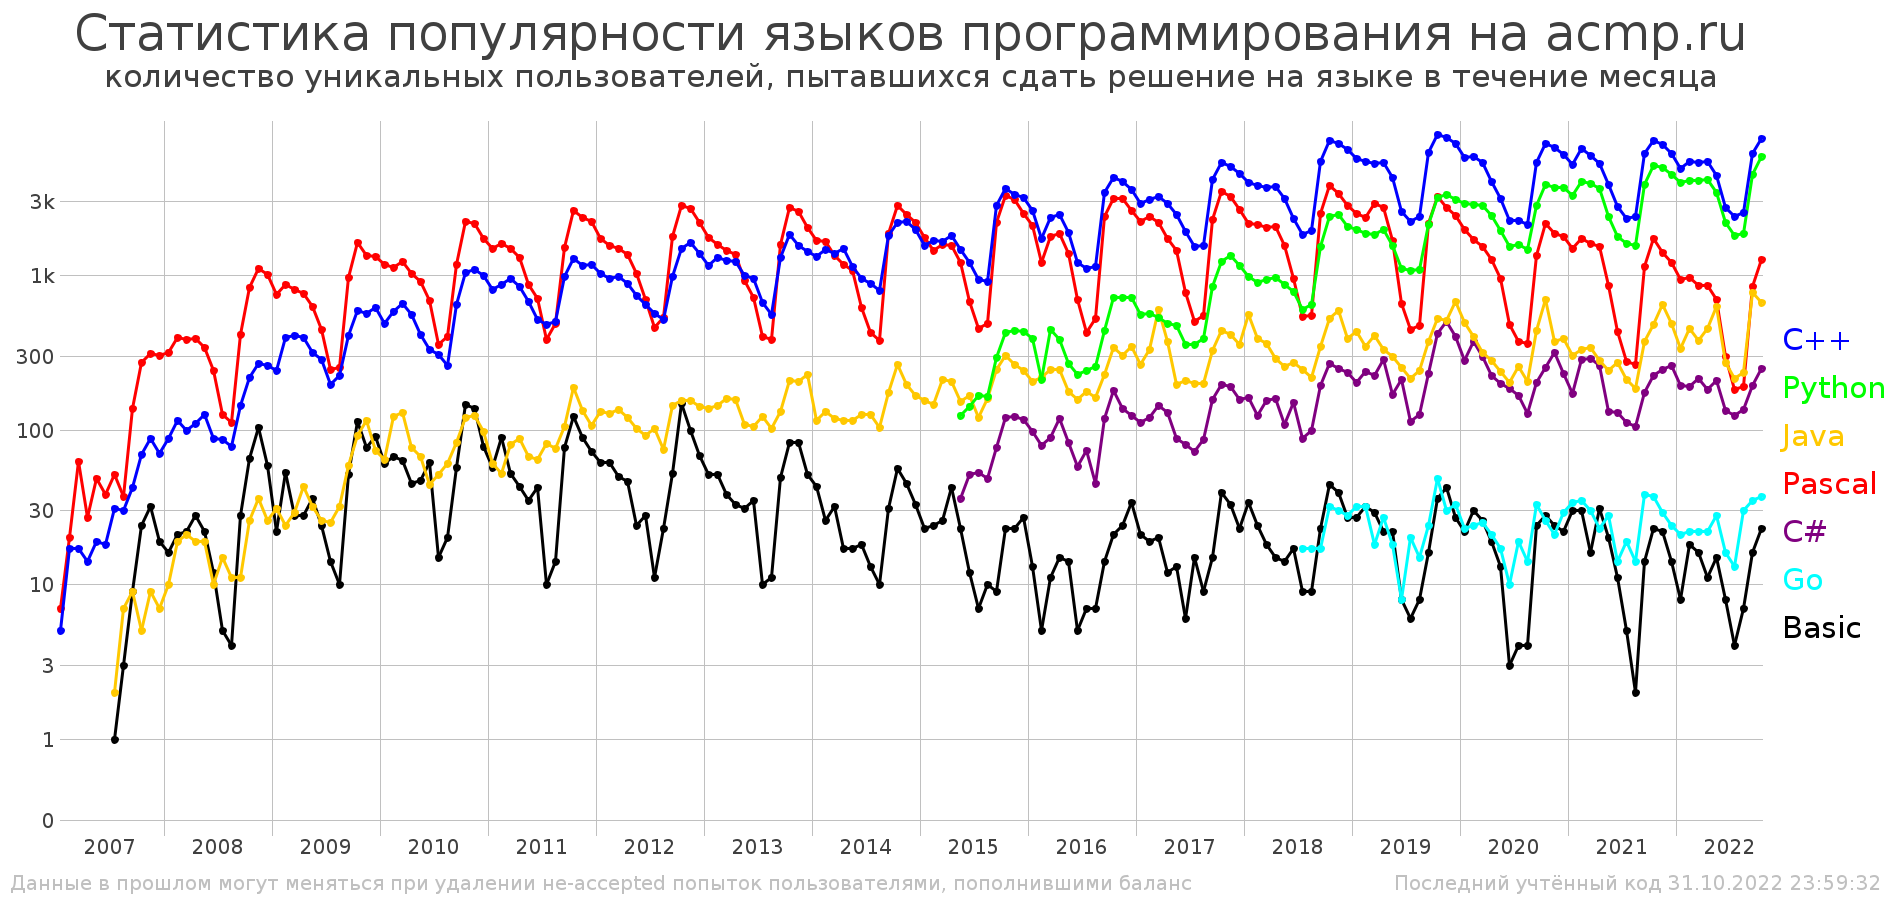 Статистика популярности языков программирования на acmp.ru
количество уникальных пользователей, пытавшихся сдать решение на языке в течение месяца
3k
1k
300
100
30
10
3
1
0
C++
Python
Java
Pascal
C#
Go
Basic
2007 2008 2009 2010 2011 2012 2013 2014 2015 2016 2017 2018 2019 2020 2021 2022
Данные в прошлом могут меняться при удалении не-accepted попыток пользователями, пополнившими баланс
Последний учтённый код 31.10.2022 23:59:32